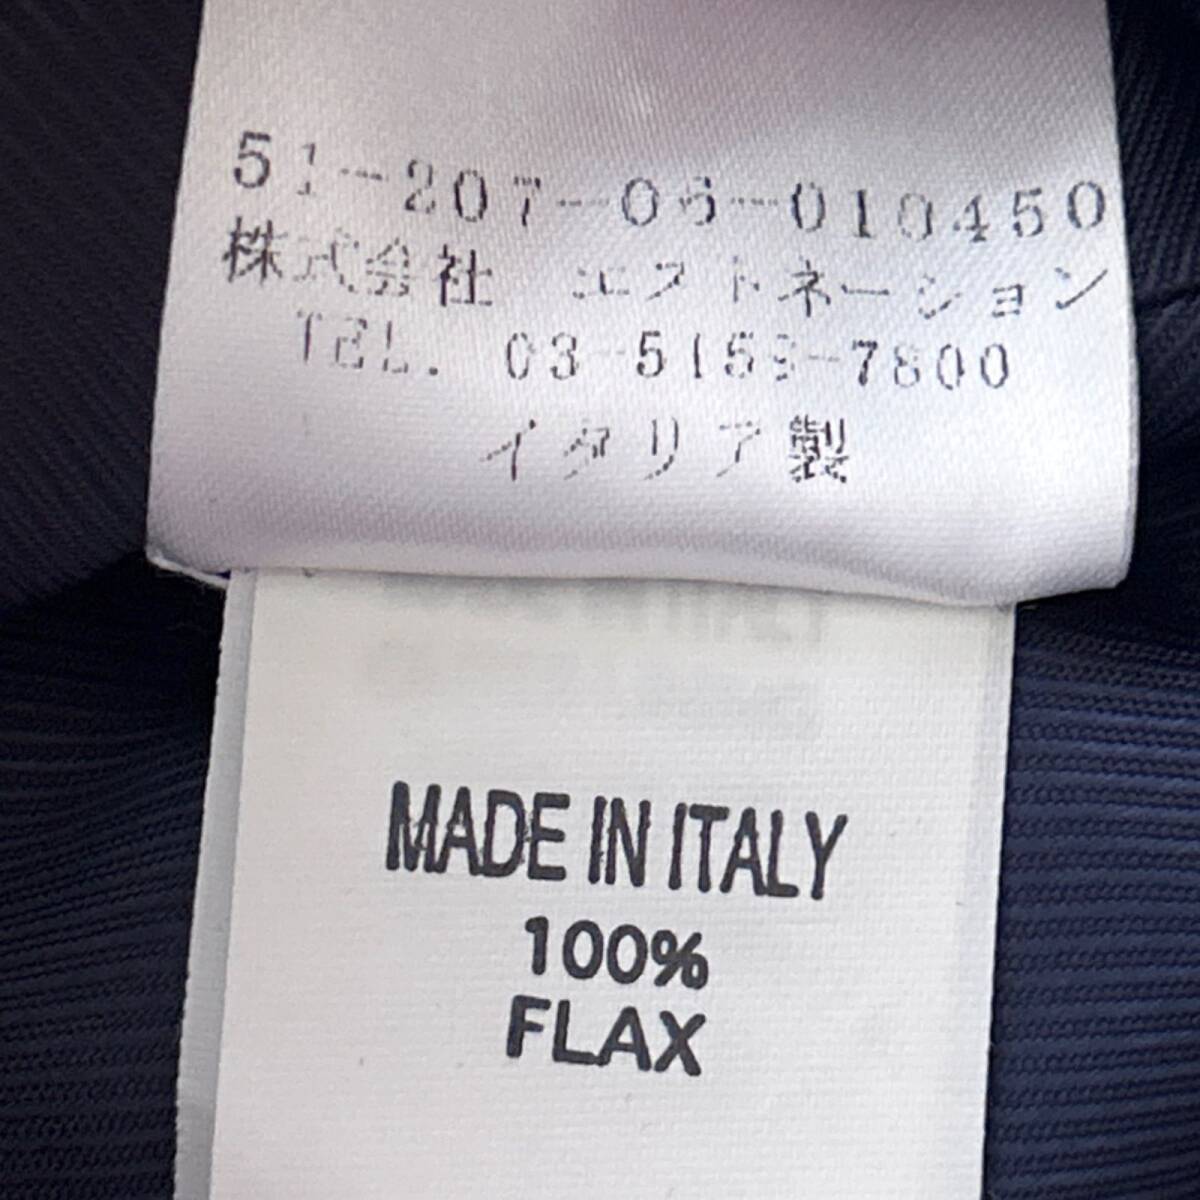 51-207-06-010450
株式会社 エストネーション
TEL. 03-5159-7800
イタリア製
MADE IN ITALY
100%
FLAX